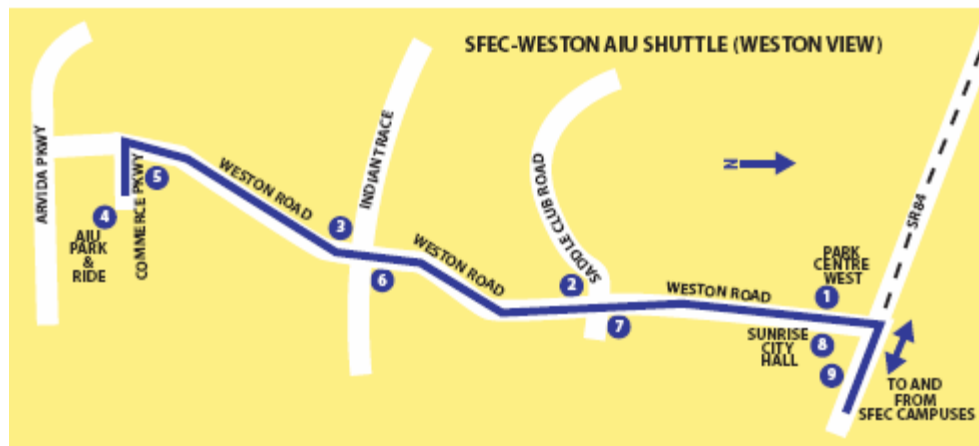 SFEC-WESTON AIU SHUTTLE (WESTON VIEW)
ARVIDA PKWY
COMMERCE PKWY
5
4
AIU
PARK
&
RIDE
WESTON ROAD
3
INDIAN TRACE
6
WESTON ROAD
SADDLE CLUB ROAD
2
7
N
WESTON ROAD
PARK
CENTRE
WEST
1
SR84
SUNRISE
CITY
HALL
8
9
TO AND
FROM
SFEC CAMPUSES